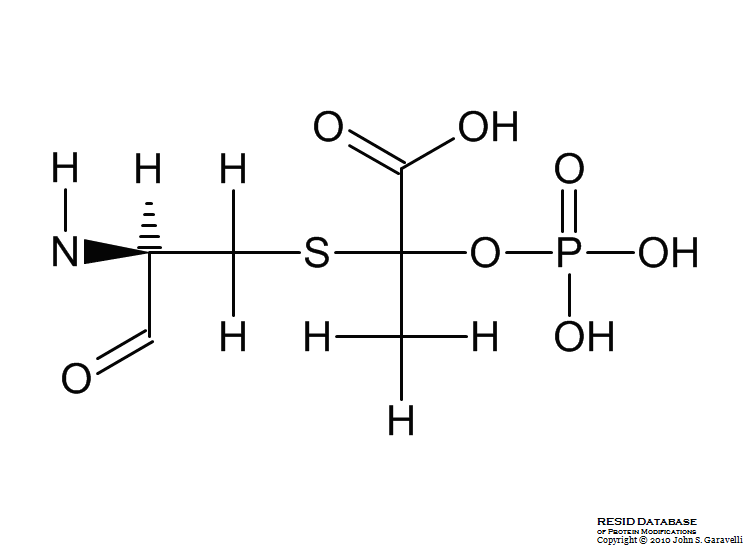 O OH
H H H O
N S O P OH
H H H OH
O
H
RESID DATABASE
OF PROTEIN MODIFICATIONS
Copyright © 2010 John S. Garavelli